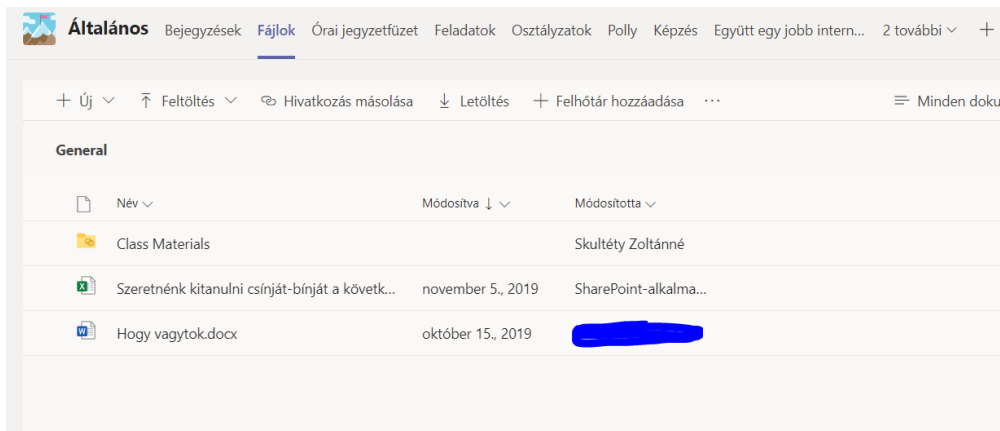 Általános Bejegyzések Fájlok Órai jegyzetfüzet Feladatok Osztályzatok Polly Képzés Együtt egy jobb intern... 2 további
Új Feltöltés Hivatkozás másolása Letöltés Felhőtár hozzáadása ... Minden doku
General
Név Módosítva Módosította
Class Materials Skultéty Zoltánné
Szeretnénk kitanulni csínját-bínját a követk... november 5., 2019 SharePoint-alkalma...
Hogy vagytok.docx október 15., 2019